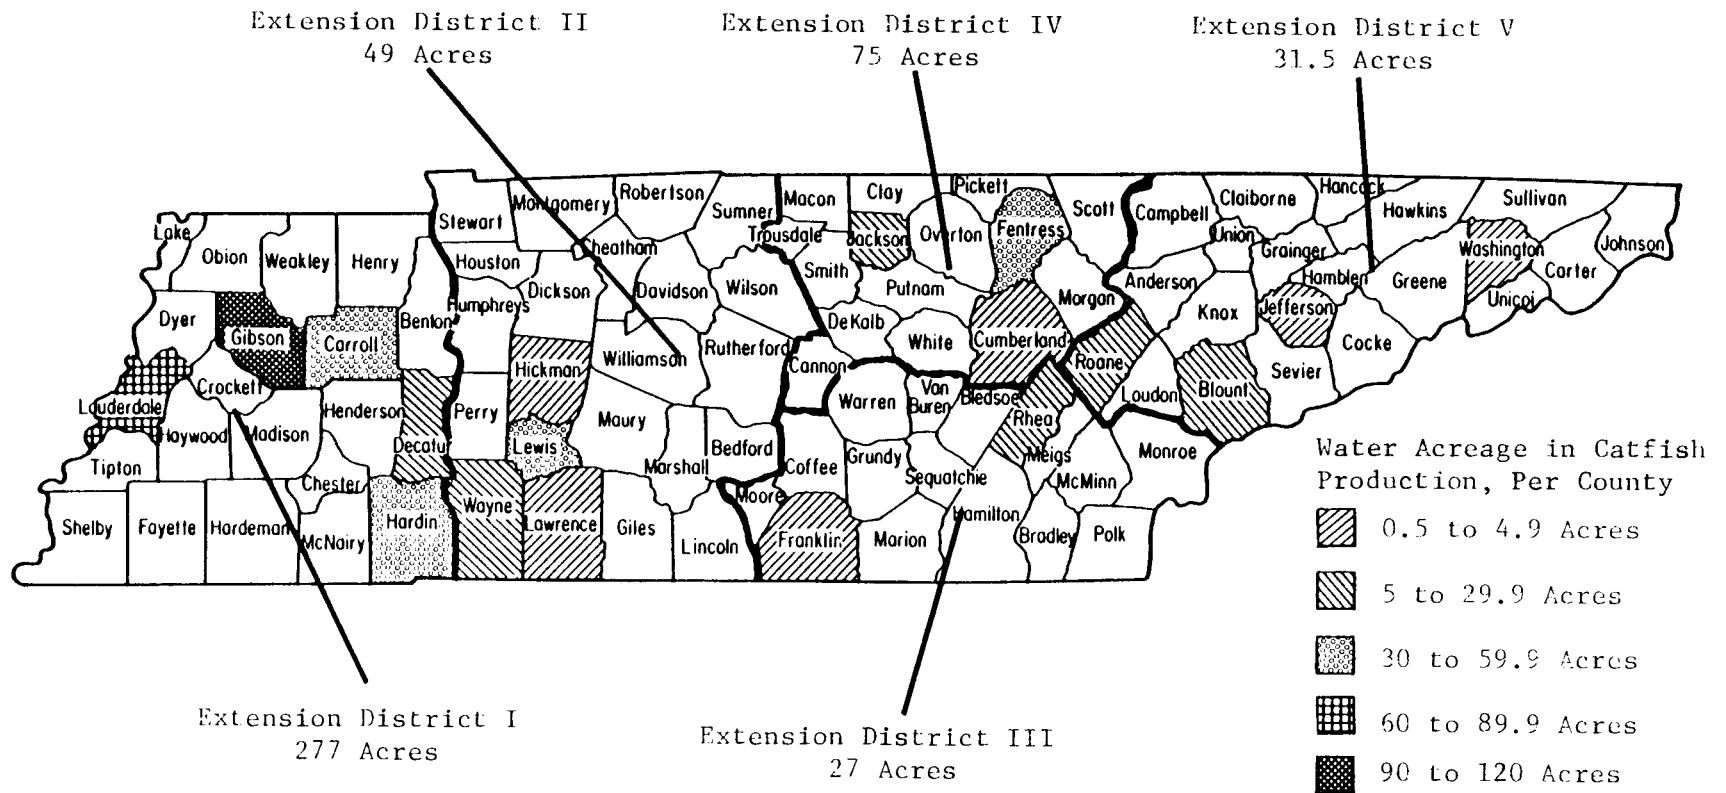 Extension District II
49 Acres
Extension District IV
75 Acres
Extension District V
31.5 Acres
Lake
Obion
Weakley
Henry
Stewart
Montgomery
Robertson
Sumner
Macon
Clay
Pickett
Scott
Campbell
Claiborne
Hancock
Hawkins
Sullivan
Johnson
Carter
Washington
Unicoi
Greene
Hamblen
Grainger
Union
Jefferson
Cocke
Sevier
Knox
Anderson
Blount
Loudon
Roane
Morgan
Fentress
Overton
Jackson
Trousdale
Smith
Putnam
Cumberland
White
DeKalb
Cannon
Wilson
Davidson
Cheatham
Dickson
Houston
Humphreys
Benton
Carroll
Gibson
Dyer
Crockett
Lauderdale
Haywood
Madison
Henderson
Decatur
Perry
Hickman
Lewis
Williamson
Rutherford
Maury
Marshall
Bedford
Coffee
Moore
Warren
Van
Buren
Bledsoe
Rhea
Meigs
McMinn
Monroe
Polk
Bradley
Hamilton
Sequatchie
Grundy
Marion
Franklin
Lincoln
Giles
Lawrence
Wayne
Hardin
McNairy
Chester
Hardeman
Fayette
Shelby
Tipton
Water Acreage in Catfish
Production, Per County
0.5 to 4.9 Acres
5 to 29.9 Acres
30 to 59.9 Acres
60 to 89.9 Acres
90 to 120 Acres
Extension District I
277 Acres
Extension District III
27 Acres